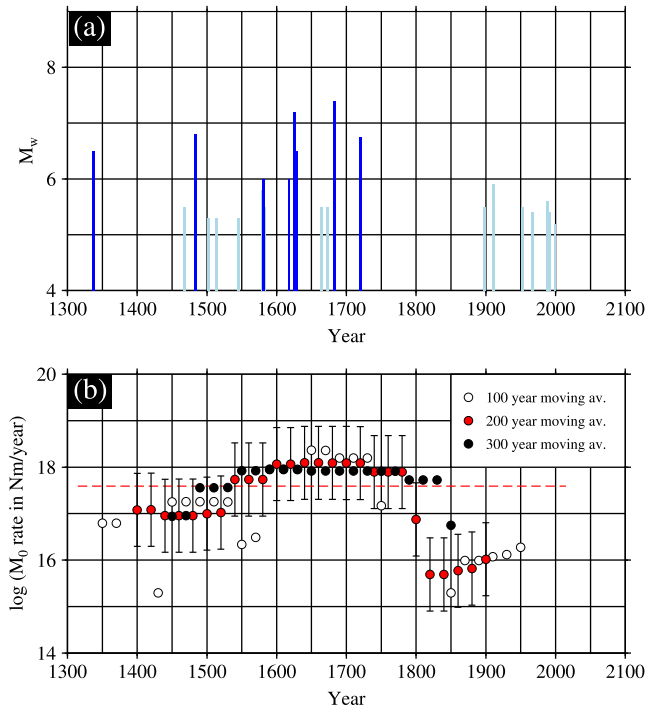 (a)
8
6
4
M_w
1300 1400 1500 1600 1700 1800 1900 2000 2100
Year
(b)
20
18
16
14
log (M_0 rate in Nm/year)
100 year moving av.
200 year moving av.
300 year moving av.
1300 1400 1500 1600 1700 1800 1900 2000 2100
Year